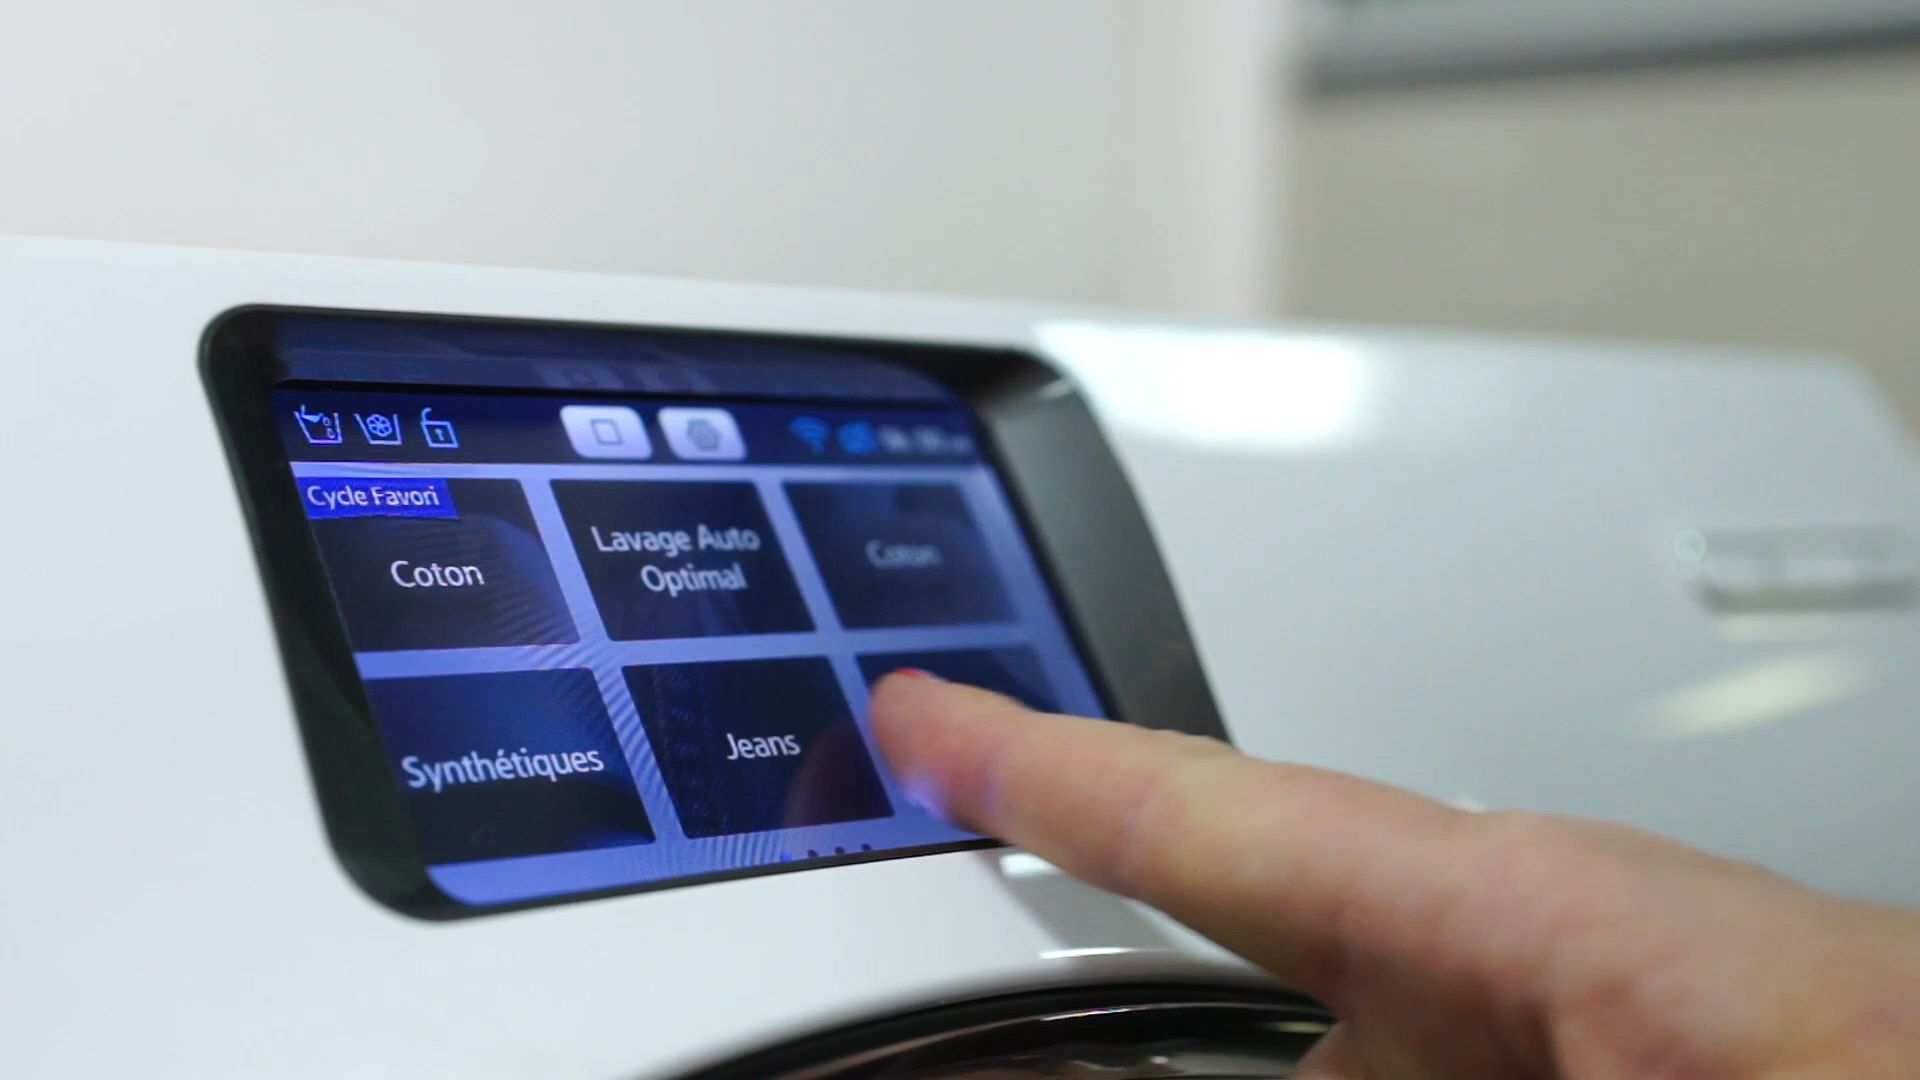 Cycle Favori
Coton
Lavage Auto
Optimal
Coton
Synthétiques
Jeans